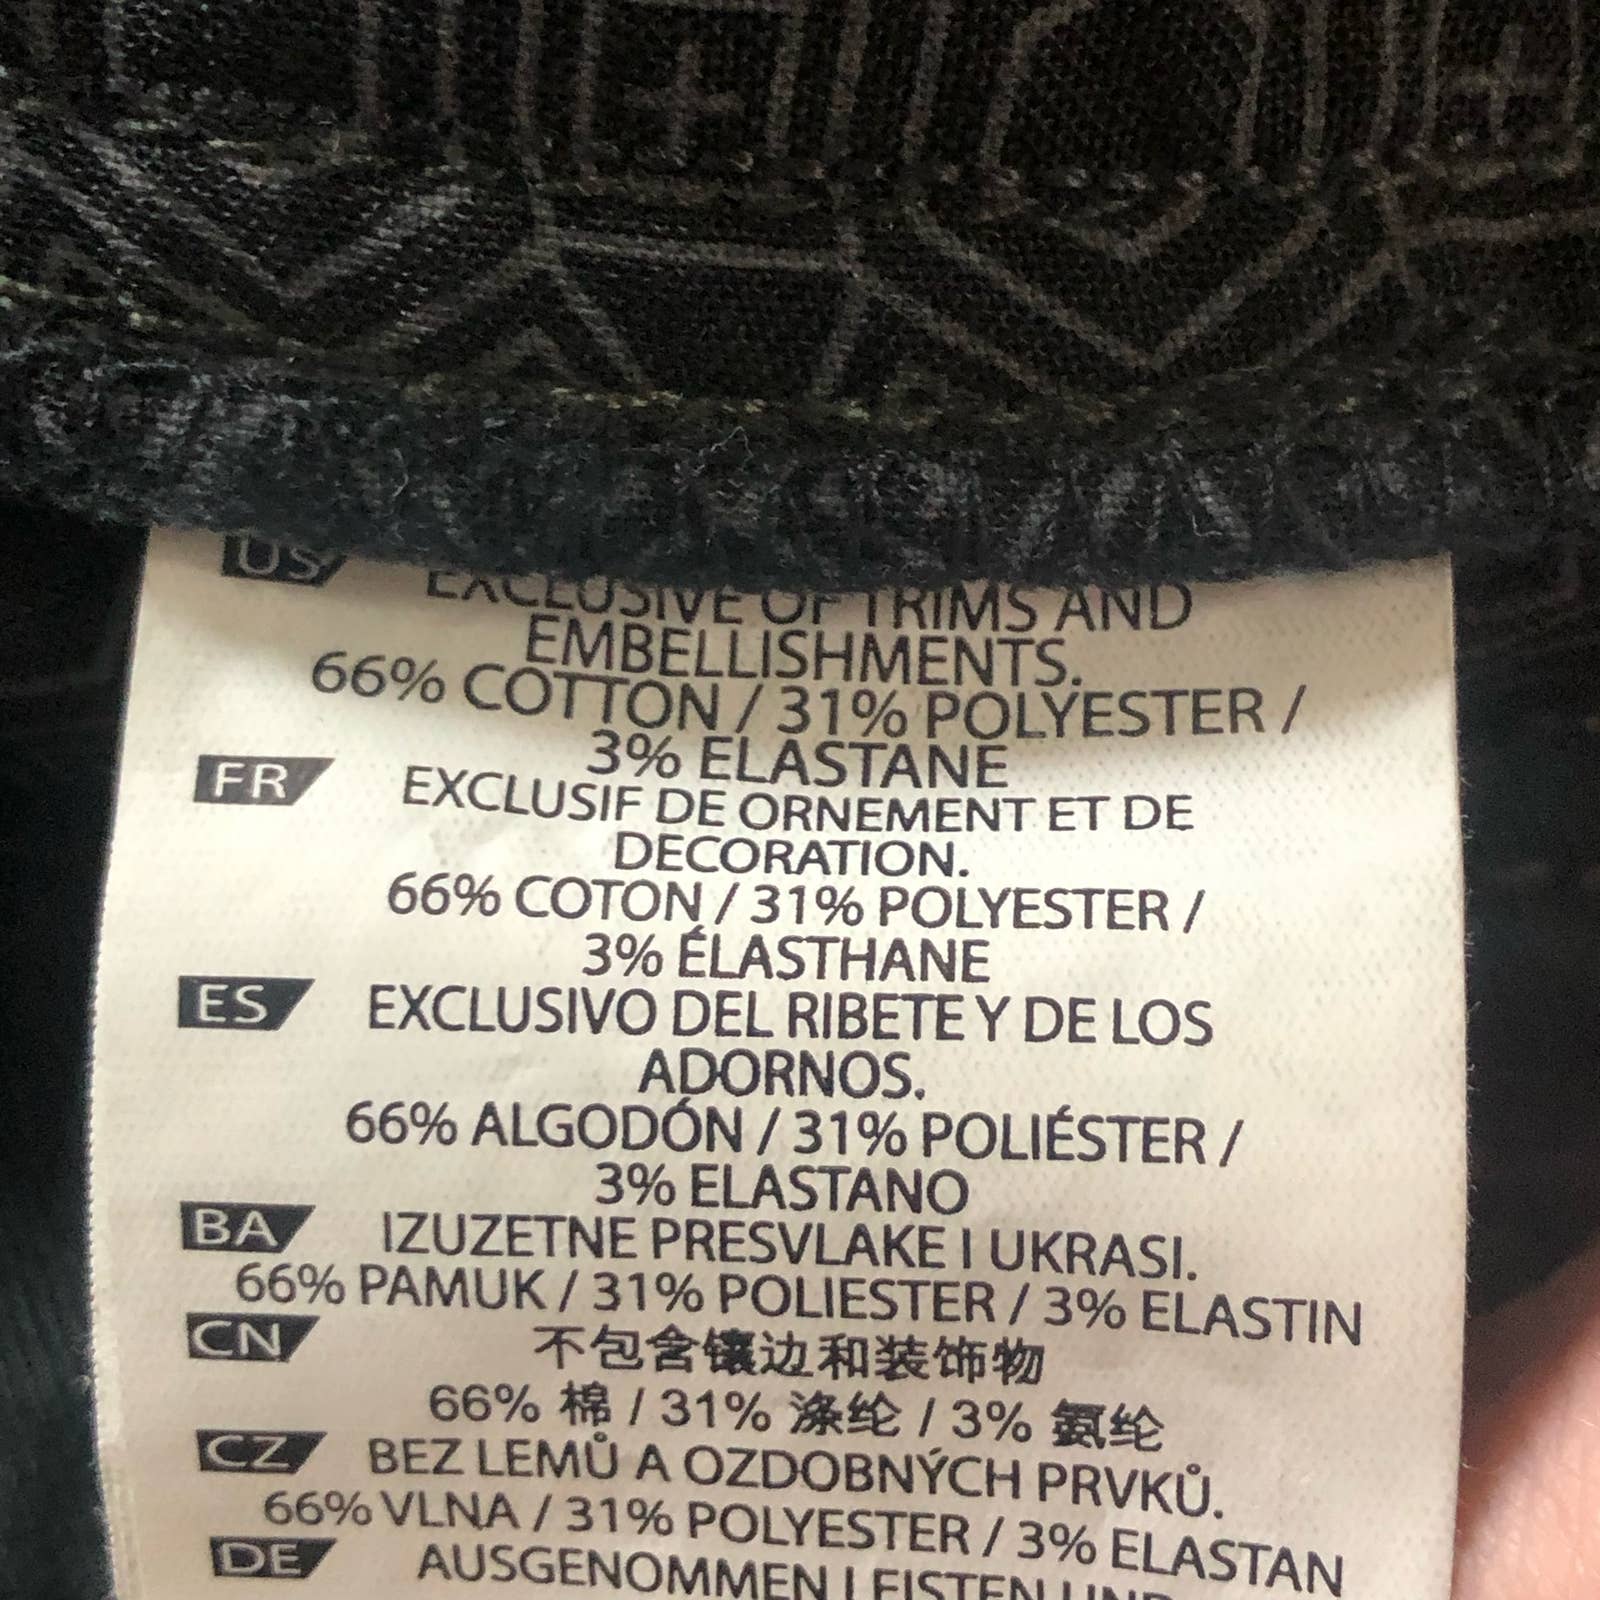 US EXCLUSIVE OF TRIMS AND
EMBELLISHMENTS.
66% COTTON / 31% POLYESTER /
3% ELASTANE
FR EXCLUSIF DE ORNEMENT ET DE
DECORATION.
66% COTON / 31% POLYESTER /
3% ÉLASTHANE
ES EXCLUSIVO DEL RIBETE Y DE LOS
ADORNOS.
66% ALGODÓN / 31% POLIÉSTER /
3% ELASTANO
BA IZUZETNE PRESVLAKE I UKRASI.
66% PAMUK / 31% POLIESTER / 3% ELASTIN
CN 不包含镶边和装饰物
66% 棉 / 31% 涤纶 / 3% 氨纶
CZ BEZ LEMŮ A OZDOBNÝCH PRVKŮ.
66% VLNA / 31% POLYESTER / 3% ELASTAN
DE AUSGENOMMEN LEISTEN UND